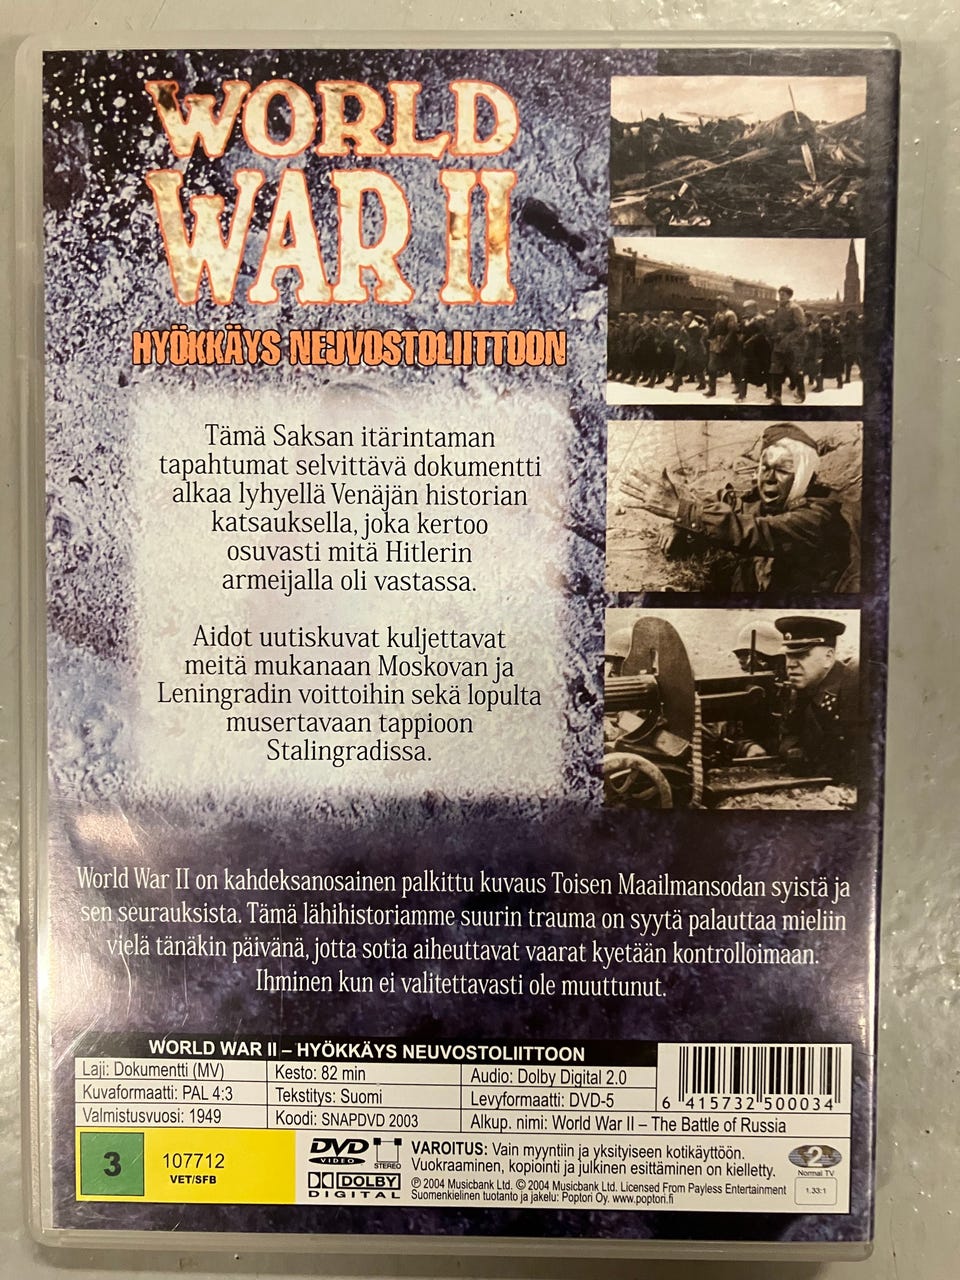 WORLD
WAR II
HYÖKKÄYS NEUVOSTOLIITTOON
Tämä Saksan itärintaman
tapahtumat selvittävä dokumentti
alkaa lyhyellä Venäjän historian
katsauksella, joka kertoo
osuvasti mitä Hitlerin
armeijalla oli vastassa.
Aidot uutiskuvat kuljettavat
meitä mukanaan Moskovan ja
Leningradin voittoihin sekä lopulta
musertavaan tappioon
Stalingradissa.
World War II on kahdeksanosainen palkittu kuvaus Toisen Maailmansodan syistä ja
sen seurauksista. Tämä lähihistoriamme suurin trauma on syytä palauttaa mieliin
vielä tänäkin päivänä, jotta sotia aiheuttavat vaarat kyetään kontrolloimaan.
Ihminen kun ei valitettavasti ole muuttunut.
WORLD WAR II – HYÖKKÄYS NEUVOSTOLIITTOON
Laji: Dokumentti (MV) Kesto: 82 min Audio: Dolby Digital 2.0
Kuvaformaatti: PAL 4:3 Tekstitys: Suomi Levyformaatti: DVD-5
Valmistusvuosi: 1949 Koodi: SNAPDVD 2003 Alkup. nimi: World War II – The Battle of Russia
6 415732 500034
3
107712
VET/SFB
DVD
VIDEO
STEREO
DOLBY
DIGITAL
VAROITUS: Vain myyntiin ja yksityiseen kotikäyttöön.
Vuokraaminen, kopiointi ja julkinen esittäminen on kielletty.
℗ 2004 Musicbank Ltd. © 2004 Musicbank Ltd. Licensed From Payless Entertainment
Suomenkielinen tuotanto ja jakelu: Poptori Oy. www.poptori.fi
2
Normal TV
1.33:1